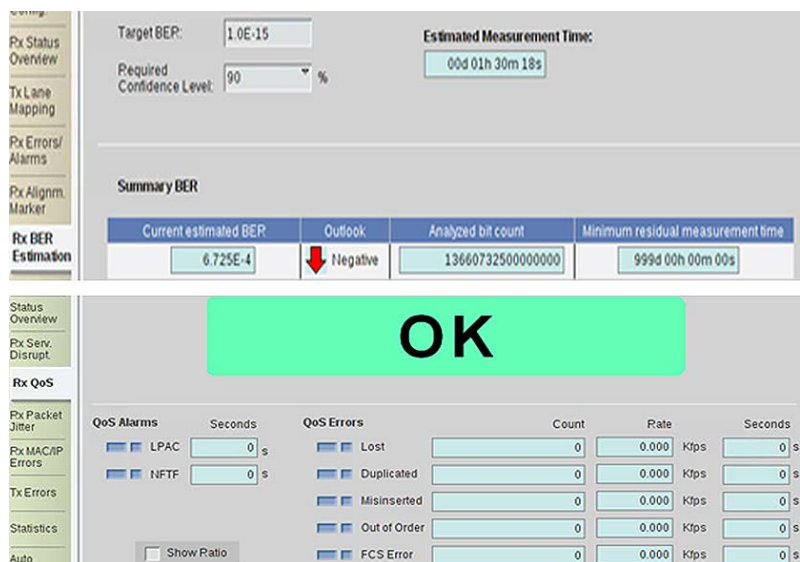 Config.
Rx Status
Overview
Tx Lane
Mapping
Rx Errors/
Alarms
Rx Alignm.
Marker
Rx BER
Estimation
Target BER: 1.0E-15
Required
Confidence Level: 90 %
Estimated Measurement Time:
00d 01h 30m 18s
Summary BER
Current estimated BER Outlook Analyzed bit count Minimum residual measurement time
6.725E-4 Negative 13660732500000000 999d 00h 00m 00s
Status
Overview
Rx Serv.
Disrupt.
Rx QoS
Rx Packet
Jitter
Rx MAC/IP
Errors
Tx Errors
Statistics
Auto
OK
QoS Alarms Seconds QoS Errors Count Rate Seconds
LPAC 0 s Lost 0 0.000 Kfps 0 s
NFTF 0 s Duplicated 0 0.000 Kfps 0 s
Misinserted 0 0.000 Kfps 0 s
Out of Order 0 0.000 Kfps 0 s
Show Ratio FCS Error 0 0.000 Kfps 0 s